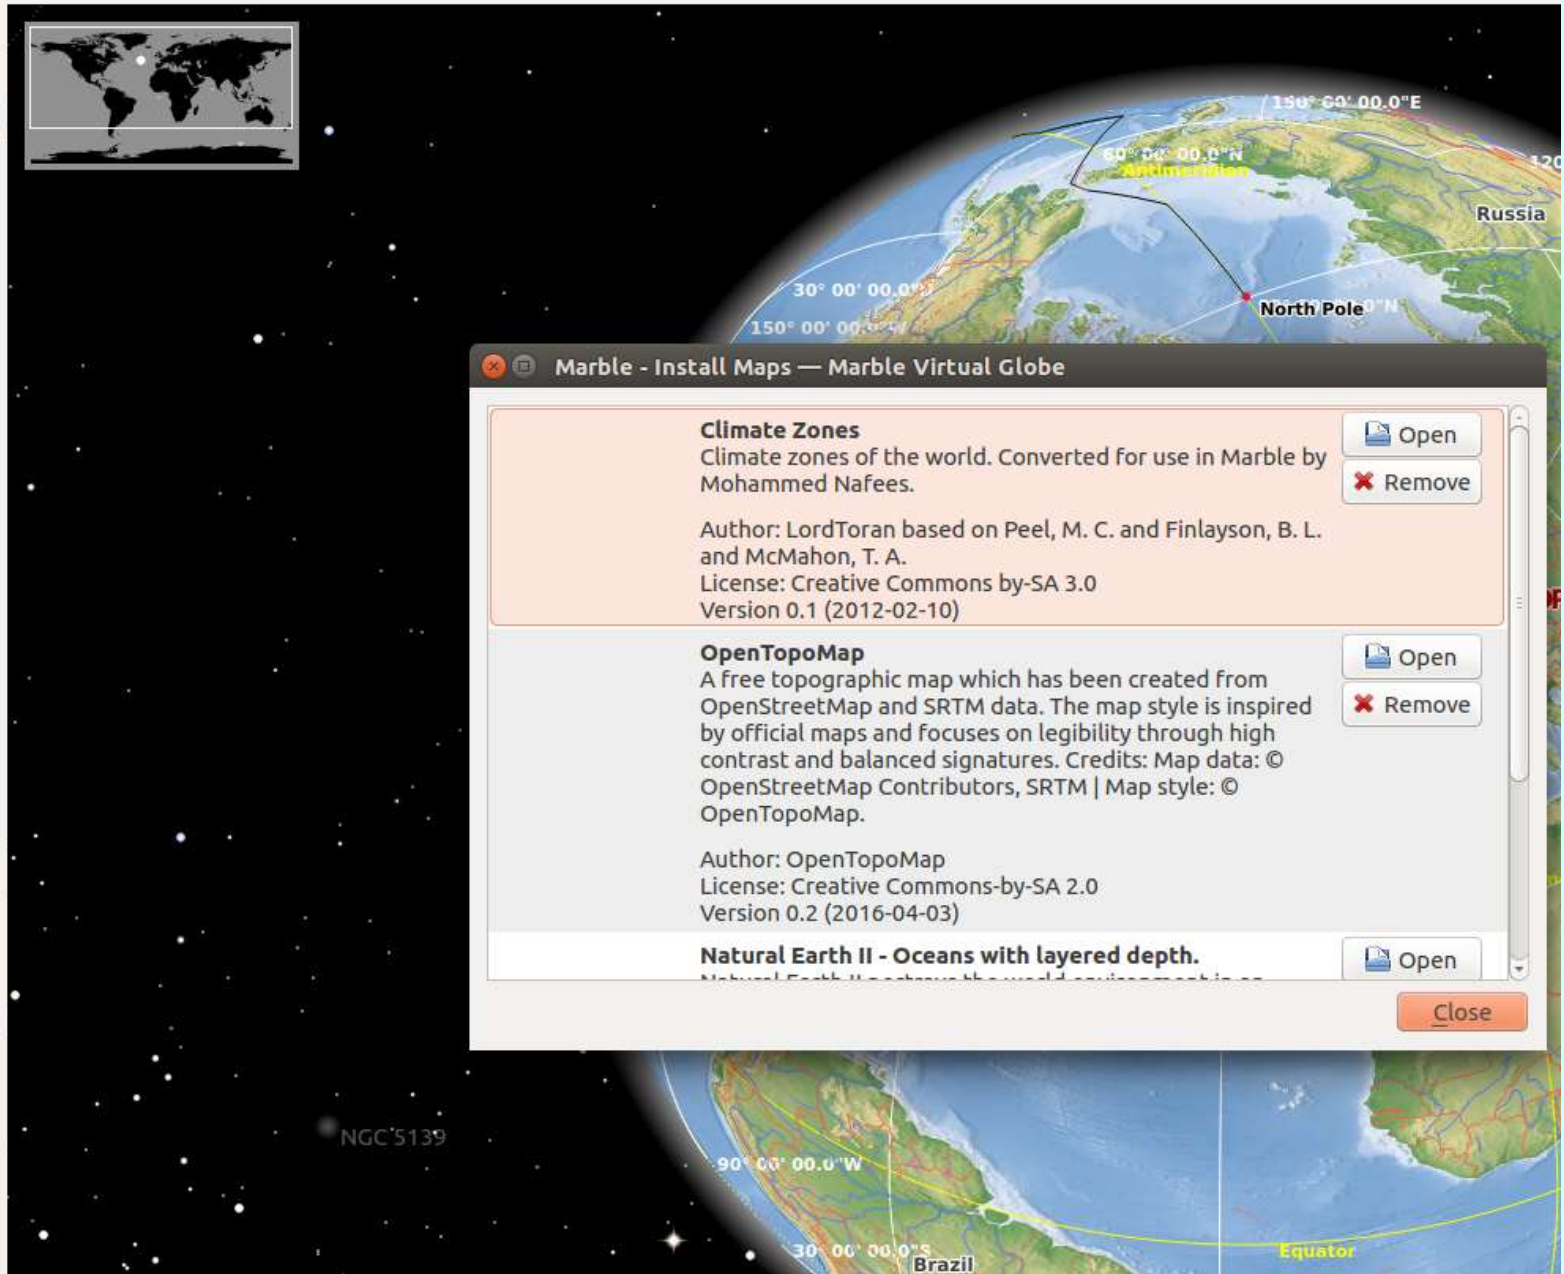 150° 00' 00.0"E
60° 00' 00.0"N
Antimeridian
120
Russia
30° 00' 00.0"
North Pole
150° 00' 00.0"W
Marble - Install Maps — Marble Virtual Globe
Climate Zones
Open
Climate zones of the world. Converted for use in Marble by
Mohammed Nafees.
Remove
Author: LordToran based on Peel, M. C. and Finlayson, B. L.
and McMahon, T. A.
License: Creative Commons by-SA 3.0
Version 0.1 (2012-02-10)
OpenTopoMap
Open
A free topographic map which has been created from
OpenStreetMap and SRTM data. The map style is inspired
Remove
by official maps and focuses on legibility through high
contrast and balanced signatures. Credits: Map data: ©
OpenStreetMap Contributors, SRTM | Map style: ©
OpenTopoMap.
Author: OpenTopoMap
License: Creative Commons-by-SA 2.0
Version 0.2 (2016-04-03)
Natural Earth II - Oceans with layered depth.
Open
Close
NGC 5139
90° 00' 00.0"W
30° 00' 00.0"S
Equator
Brazil